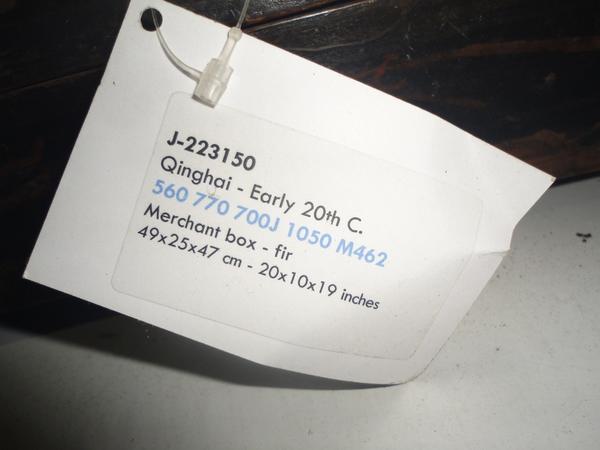 J-223150
Qinghai - Early 20th C.
560 770 700J 1050 M462
Merchant box - fir
49x25x47 cm - 20x10x19 inches